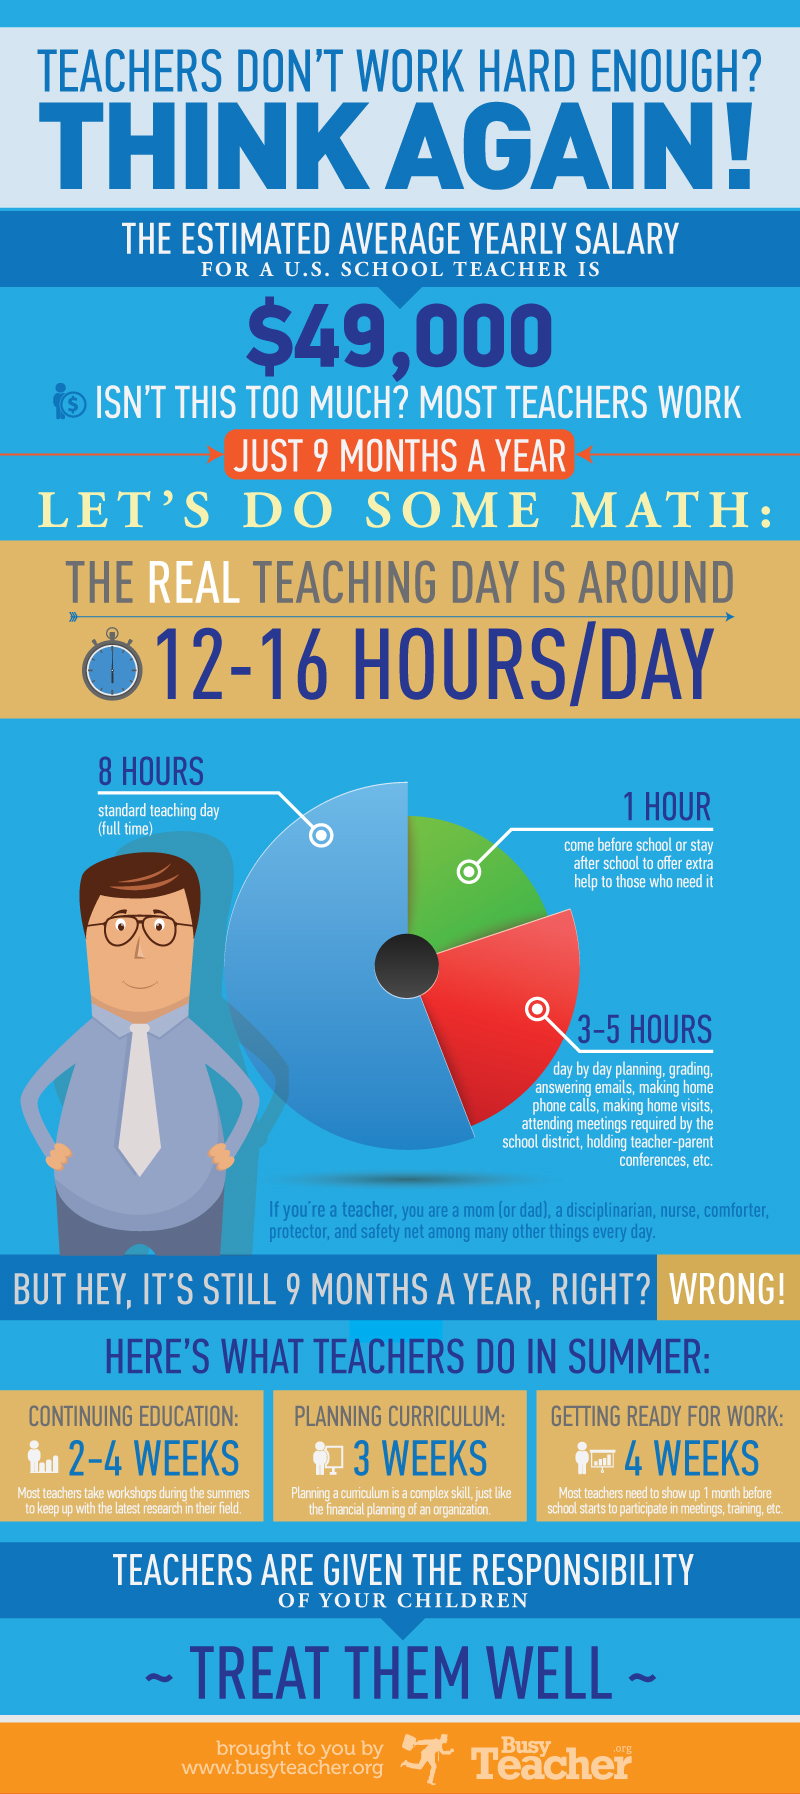 TEACHERS DON'T WORK HARD ENOUGH?
THINK AGAIN!
THE ESTIMATED AVERAGE YEARLY SALARY
FOR A U.S. SCHOOL TEACHER IS
$49,000
ISN'T THIS TOO MUCH? MOST TEACHERS WORK
JUST 9 MONTHS A YEAR
LET'S DO SOME MATH:
THE REAL TEACHING DAY IS AROUND
12-16 HOURS/DAY
8 HOURS
standard teaching day
(full time)
1 HOUR
come before school or stay
after school to offer extra
help to those who need it
3-5 HOURS
day by day planning, grading,
answering emails, making home
phone calls, making home visits,
attending meetings required by the
school district, holding teacher-parent
conferences, etc.
If you're a teacher, you are a mom (or dad), a disciplinarian, nurse, comforter,
protector, and safety net among many other things every day.
BUT HEY, IT'S STILL 9 MONTHS A YEAR, RIGHT? WRONG!
HERE'S WHAT TEACHERS DO IN SUMMER:
CONTINUING EDUCATION:
2-4 WEEKS
Most teachers take workshops during the summers
to keep up with the latest research in their field.
PLANNING CURRICULUM:
3 WEEKS
Planning a curriculum is a complex skill, just like
the financial planning of an organization.
GETTING READY FOR WORK:
4 WEEKS
Most teachers need to show up 1 month before
school starts to participate in meetings, training, etc.
TEACHERS ARE GIVEN THE RESPONSIBILITY
OF YOUR CHILDREN
~ TREAT THEM WELL ~
brought to you by
www.busyteacher.org
Busy
.org
Teacher